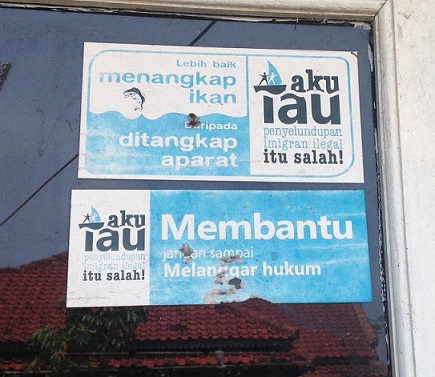 Lebih baik
menangkap
ikan
Daripada
ditangkap
aparat
aku
tau
penyelundupan
imigran ilegal
itu salah!
aku
tau
penyelundupan
imigran ilegal
itu salah!
Membantu
jangan sampai
Melanggar hukum